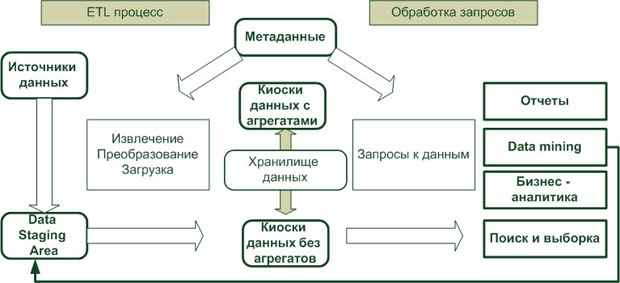 ETL процесс
Обработка запросов
Метаданные
Источники
данных
Киоски
данных с
агрегатами
Отчеты
Извлечение
Преобразование
Загрузка
Хранилище
данных
Запросы к данным
Data mining
Бизнес -
аналитика
Data
Staging
Area
Киоски
данных без
агрегатов
Поиск и выборка